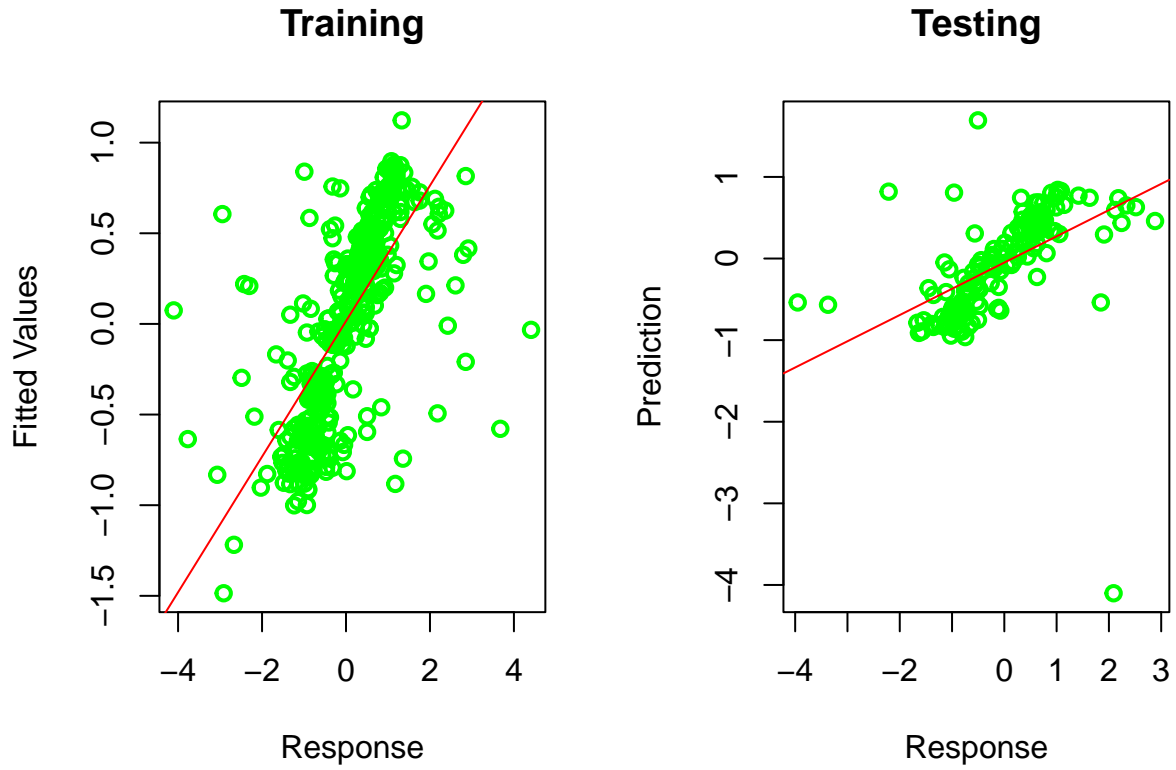 Training
Fitted Values
1.0
0.5
0.0
−0.5
−1.0
−1.5
−4 −2 0 2 4
Response
Testing
Prediction
1
0
−1
−2
−3
−4
−4 −2 0 1 2 3
Response